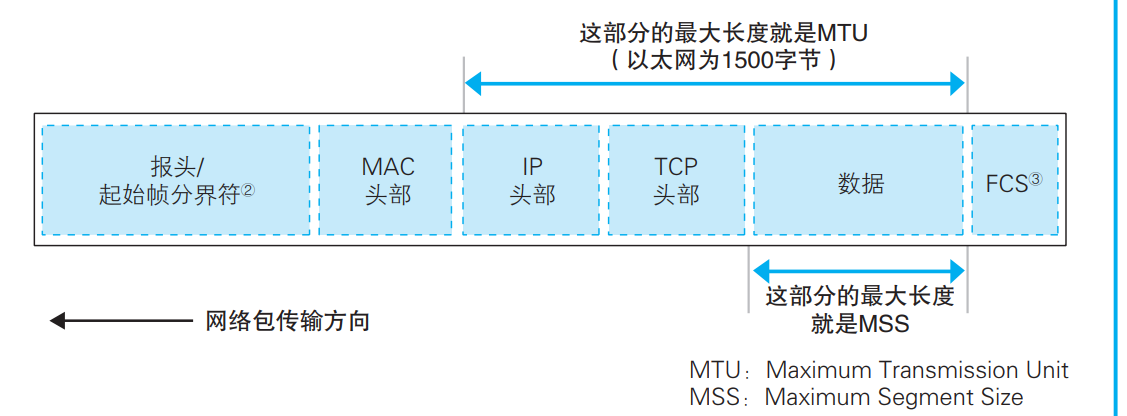 这部分的最大长度就是MTU
（以太网为1500字节）
报头/
起始帧分界符②
MAC
头部
IP
头部
TCP
头部
数据
FCS③
这部分的最大长度
就是MSS
网络包传输方向
MTU：Maximum Transmission Unit
MSS：Maximum Segment Size